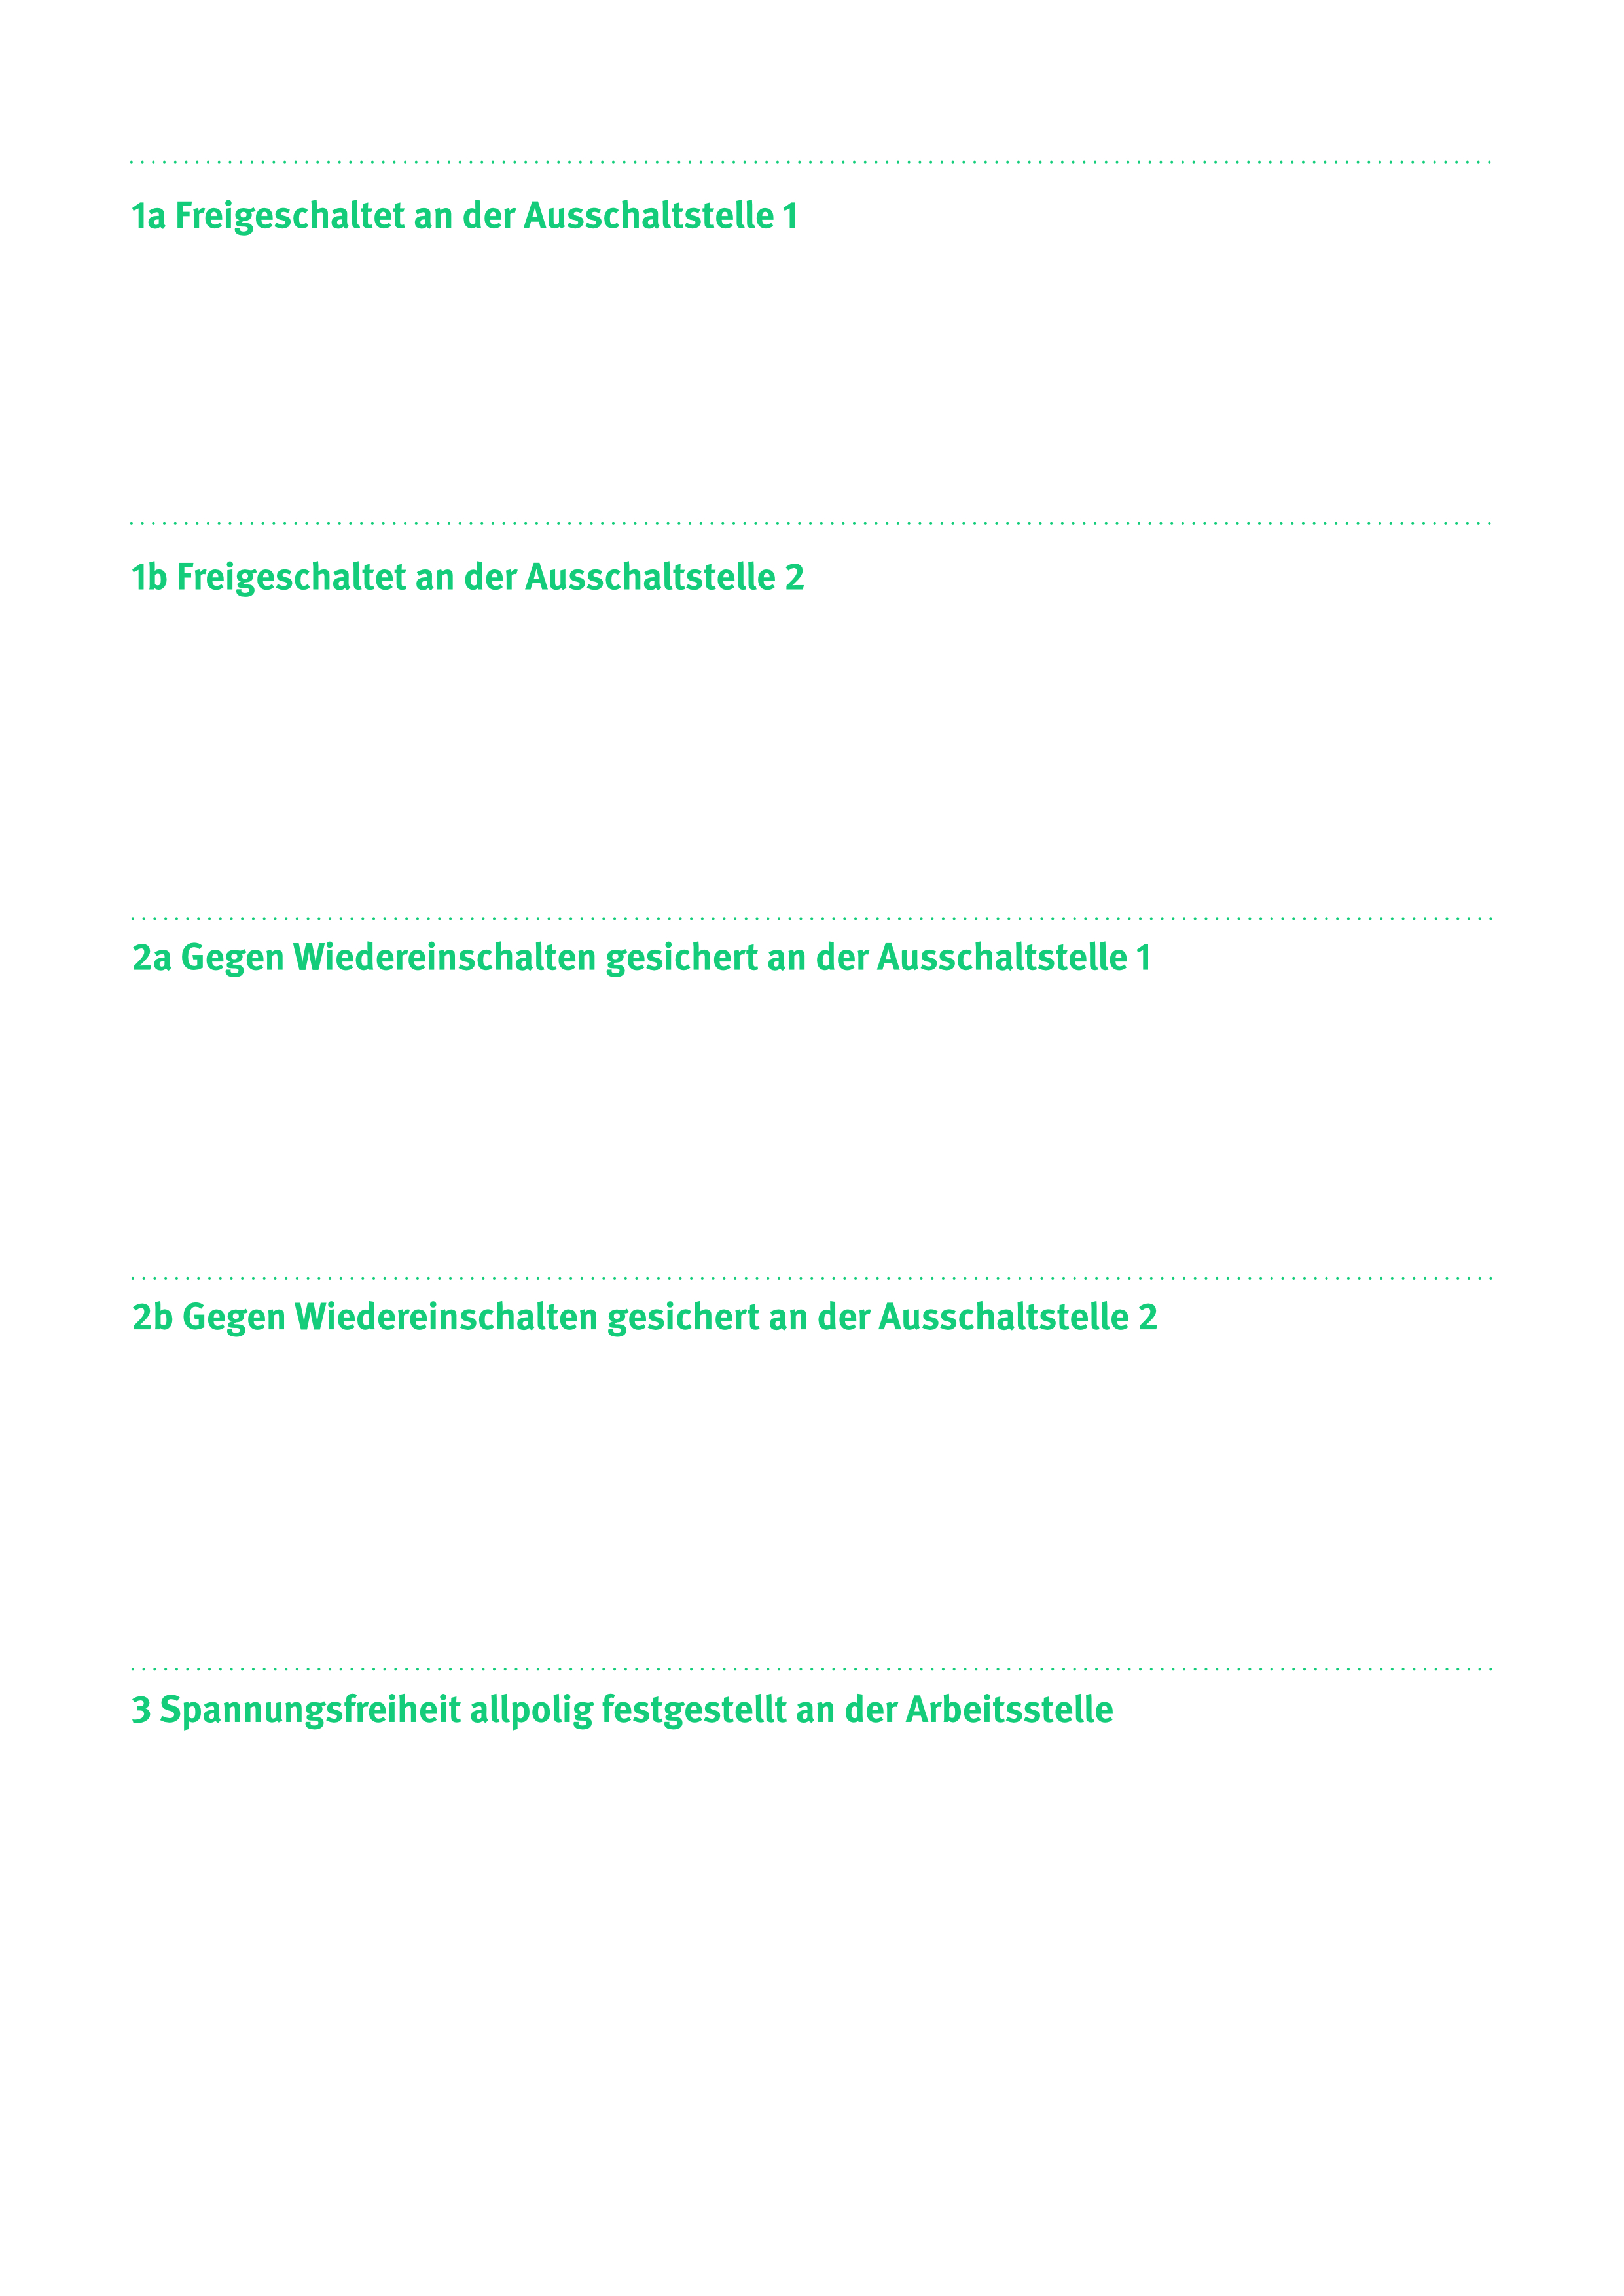 1a Freigeschaltet an der Ausschaltstelle 1
1b Freigeschaltet an der Ausschaltstelle 2
2a Gegen Wiedereinschalten gesichert an der Ausschaltstelle 1
2b Gegen Wiedereinschalten gesichert an der Ausschaltstelle 2
3 Spannungsfreiheit allpolig festgestellt an der Arbeitsstelle